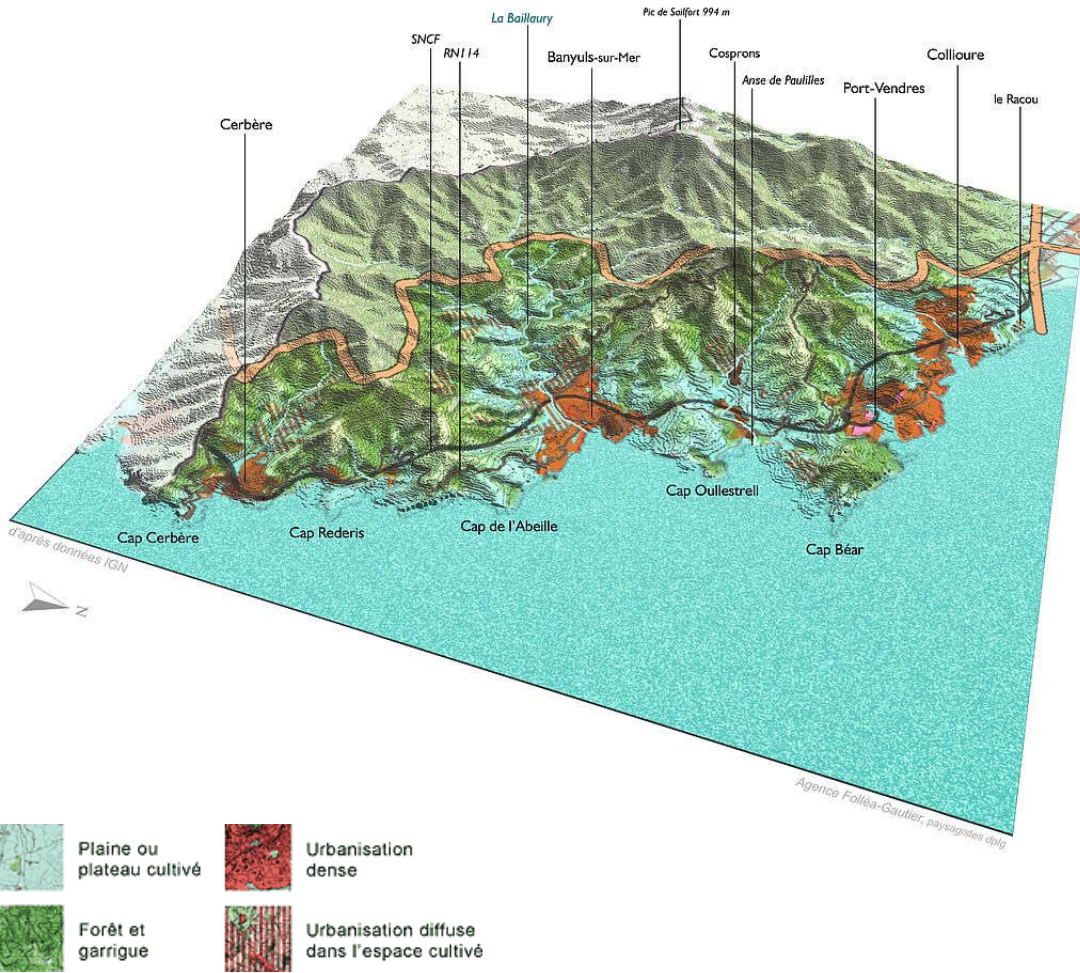 La Baillaury
Pic de Sailfort 994 m
SNCF
RN114
Banyuls-sur-Mer
Cosprons
Anse de Paulilles
Collioure
Port-Vendres
le Racou
Cerbère
Cap Cerbère
Cap Rederis
Cap de l'Abeille
Cap Oullestrell
Cap Béar
d'après données IGN
N
Agence Folléa-Gautier, paysagistes dplg
Plaine ou
plateau cultivé
Urbanisation
dense
Forêt et
garrigue
Urbanisation diffuse
dans l'espace cultivé